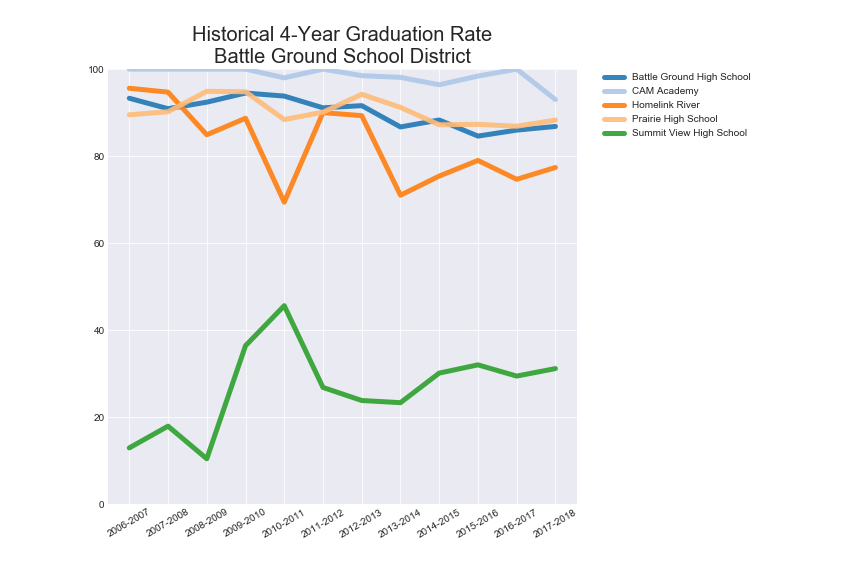 Historical 4-Year Graduation Rate
Battle Ground School District
100
80
60
40
20
0
2006-2007
2007-2008
2008-2009
2009-2010
2010-2011
2011-2012
2012-2013
2013-2014
2014-2015
2015-2016
2016-2017
2017-2018
Battle Ground High School
CAM Academy
Homelink River
Prairie High School
Summit View High School